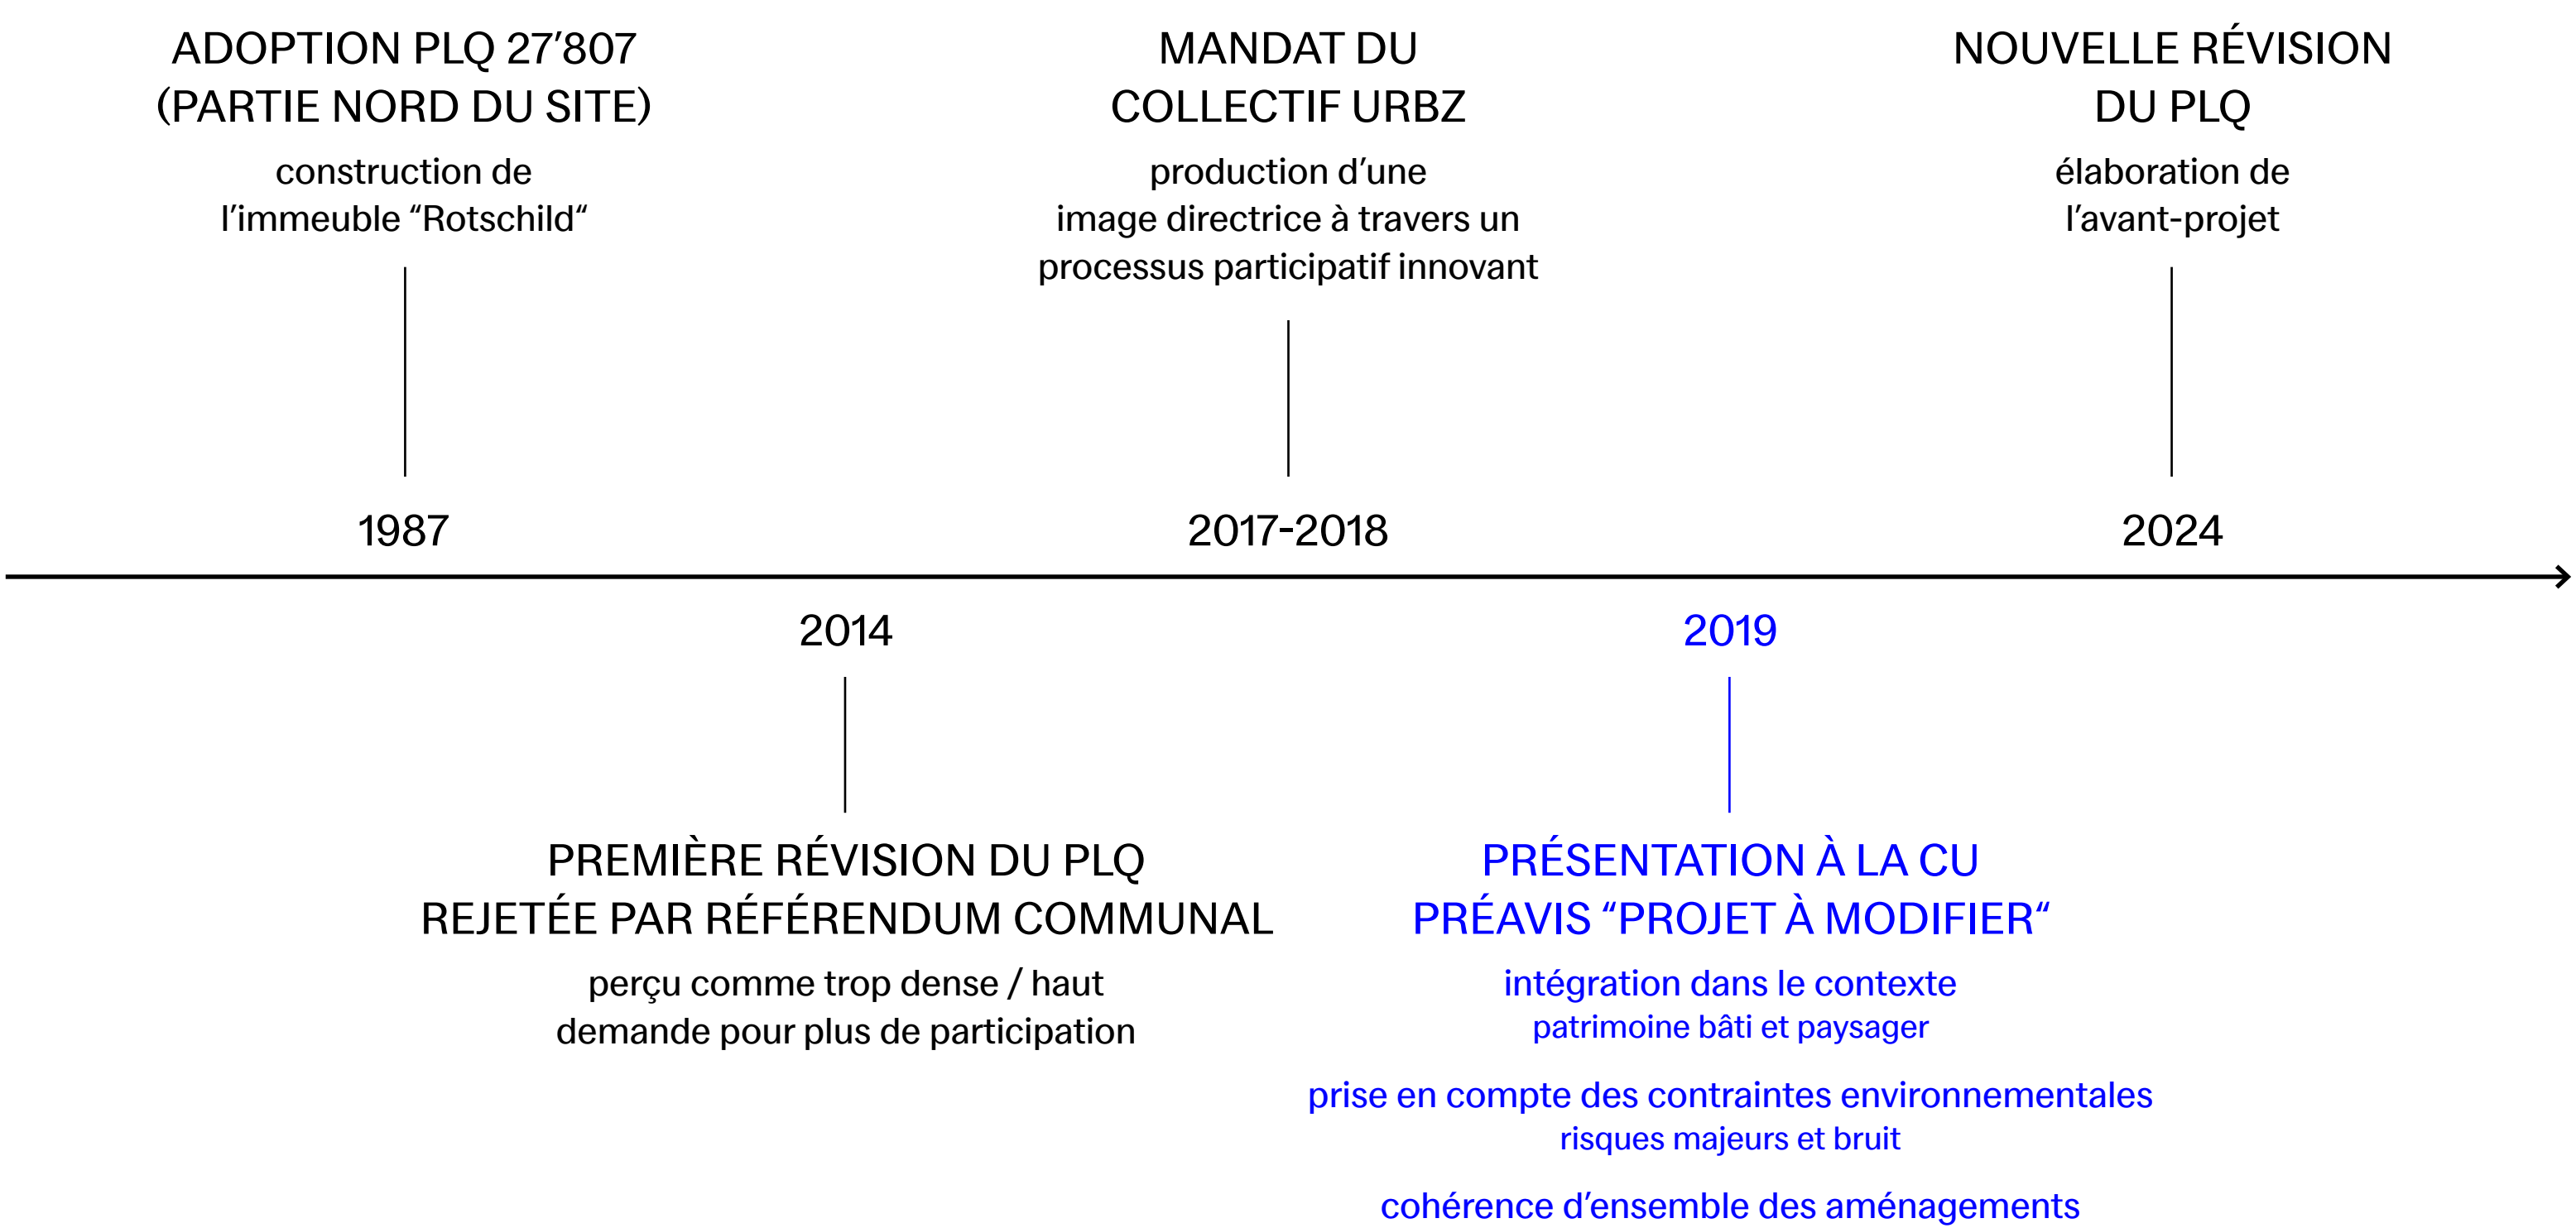 ADOPTION PLQ 27’807
(PARTIE NORD DU SITE)
construction de
l’immeuble “Rotschild“
1987
MANDAT DU
COLLECTIF URBZ
production d’une
image directrice à travers un
processus participatif innovant
2017-2018
NOUVELLE RÉVISION
DU PLQ
élaboration de
l’avant-projet
2024
2014
PREMIÈRE RÉVISION DU PLQ
REJETÉE PAR RÉFÉRENDUM COMMUNAL
perçu comme trop dense / haut
demande pour plus de participation
2019
PRÉSENTATION À LA CU
PRÉAVIS “PROJET À MODIFIER“
intégration dans le contexte
patrimoine bâti et paysager
prise en compte des contraintes environnementales
risques majeurs et bruit
cohérence d’ensemble des aménagements